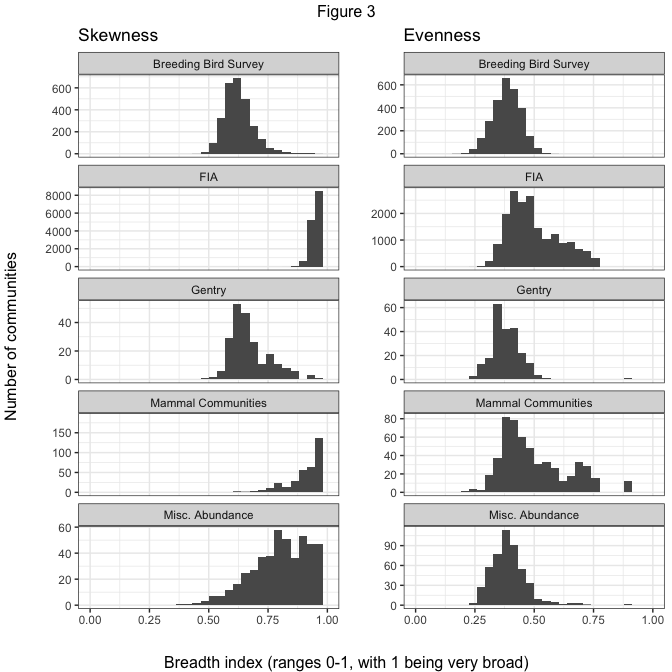 Figure 3
Skewness
Evenness
Number of communities
Breeding Bird Survey
600
400
200
0
Breeding Bird Survey
600
400
200
0
FIA
8000
6000
4000
2000
0
FIA
2000
1000
0
Gentry
40
20
0
Gentry
60
40
20
0
Mammal Communities
150
100
50
0
Mammal Communities
80
60
40
20
0
Misc. Abundance
60
40
20
0
Misc. Abundance
90
60
30
0
0.00 0.25 0.50 0.75 1.00
0.00 0.25 0.50 0.75 1.00
Breadth index (ranges 0-1, with 1 being very broad)